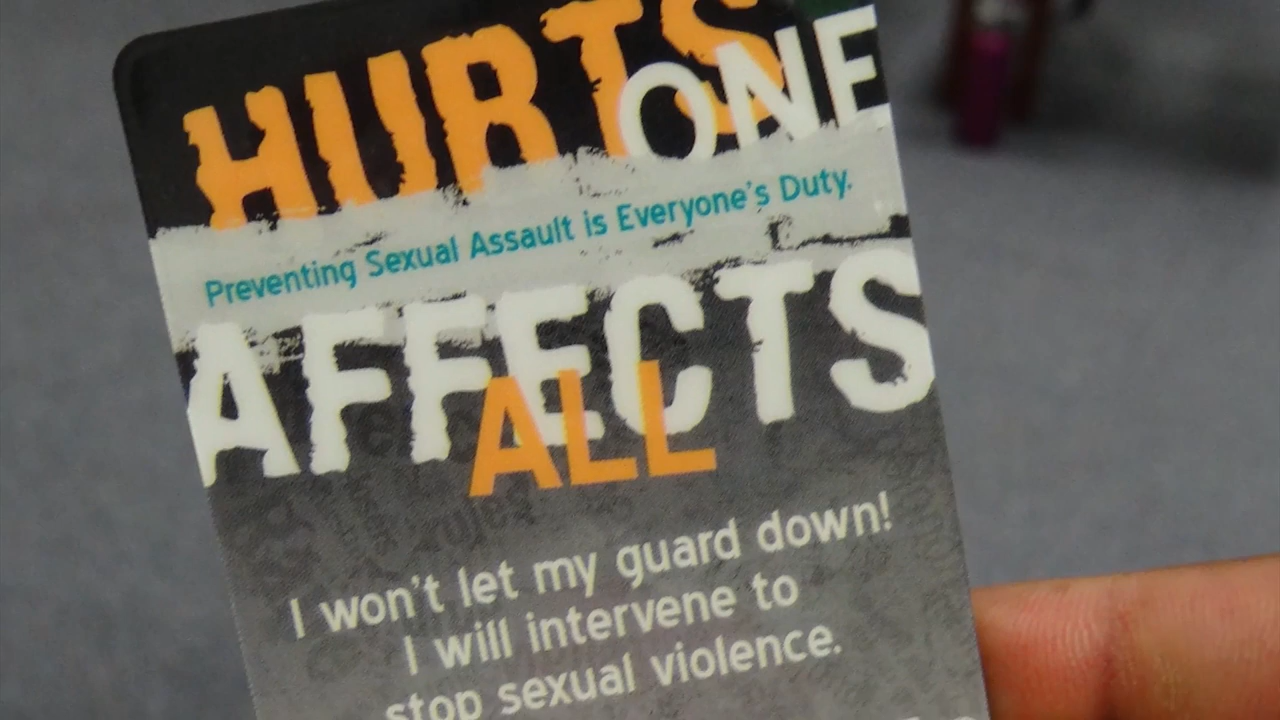 HURTS
ONE
Preventing Sexual Assault is Everyone's Duty.
AFFECTS
ALL
I won't let my guard down!
I will intervene to
stop sexual violence.